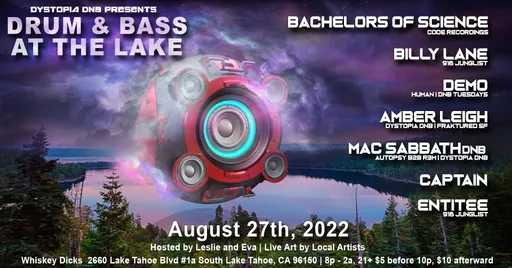 DYSTOPIA DNB PRESENTS
DRUM & BASS
AT THE LAKE
BACHELORS OF SCIENCE
CODE RECORDINGS
BILLY LANE
916 JUNGLIST
DEMO
HUMAN | DNB TUESDAYS
AMBER LEIGH
DYSTOPIA DNB | FRAKTURED SF
MAC SABBATHDNB
AUTOPSY B2B R3H | DYSTOPIA DNB
CAPTAIN
ENTITEE
916 JUNGLIST
August 27th, 2022
Hosted by Leslie and Eva | Live Art by Local Artists
Whiskey Dicks 2660 Lake Tahoe Blvd #1a South Lake Tahoe, CA 96150 | 8p - 2a, 21+ $5 before 10p, $10 afterward